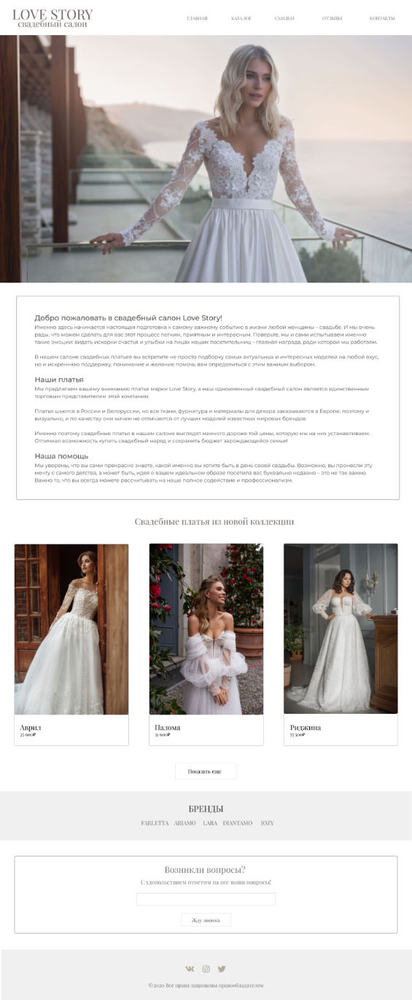 LOVE STORY
свадебный салон
ГЛАВНАЯ КАТАЛОГ СКИДКИ ОТЗЫВЫ КОНТАКТЫ
Добро пожаловать в свадебный салон Love Story!
Именно здесь начинается настоящая подготовка к самому важному событию в жизни любой женщины – свадьбе. И мы очень
рады, что можем сделать для вас этот процесс легким, приятным и интересным. Поверьте, мы и сами испытываем именно
такие эмоции: видеть искорки счастья и улыбки на лицах наших посетительниц – главная награда, ради которой мы работаем.
В нашем салоне свадебных платьев вы встретите не просто подборку самых актуальных и интересных моделей на любой вкус,
но и искреннюю поддержку, понимание и желание помочь вам определиться с этим важным выбором.
Наши платья
Мы предлагаем вашему вниманию платья марки Love Story, а наш одноименный свадебный салон является единственным
торговым представителем этой компании.
Платья шьются в России и Белоруссии, но все ткани, фурнитура и материалы для декора заказываются в Европе, поэтому и
визуально, и по качеству они ничем не отличаются от лучших моделей известных мировых брендов.
Именно поэтому свадебные платья в нашем салоне выглядят намного дороже той цены, которую мы на них устанавливаем.
Отличная возможность купить свадебный наряд и сохранить бюджет зарождающейся семьи!
Наша помощь
Мы уверены, что вы сами прекрасно знаете, какой именно вы хотите быть в день своей свадьбы. Возможно, вы пронесли эту
мечту с самого детства, а может быть, идея о вашем идеальном образе посетила вас буквально недавно – это не так важно.
Важно то, что вы всегда можете рассчитывать на наше полное содействие и профессионализм.
Свадебные платья из новой коллекции
Аврил Палома Риджина
25 900₽ 31 900₽ 55 500₽
Показать еще
БРЕНДЫ
FARLETTA ARIAMO LARA DIANTAMO JOZY
Возникли вопросы?
С удовольствием ответим на все ваши вопросы!
Жду звонка
©2020 Все права защищены правообладателем